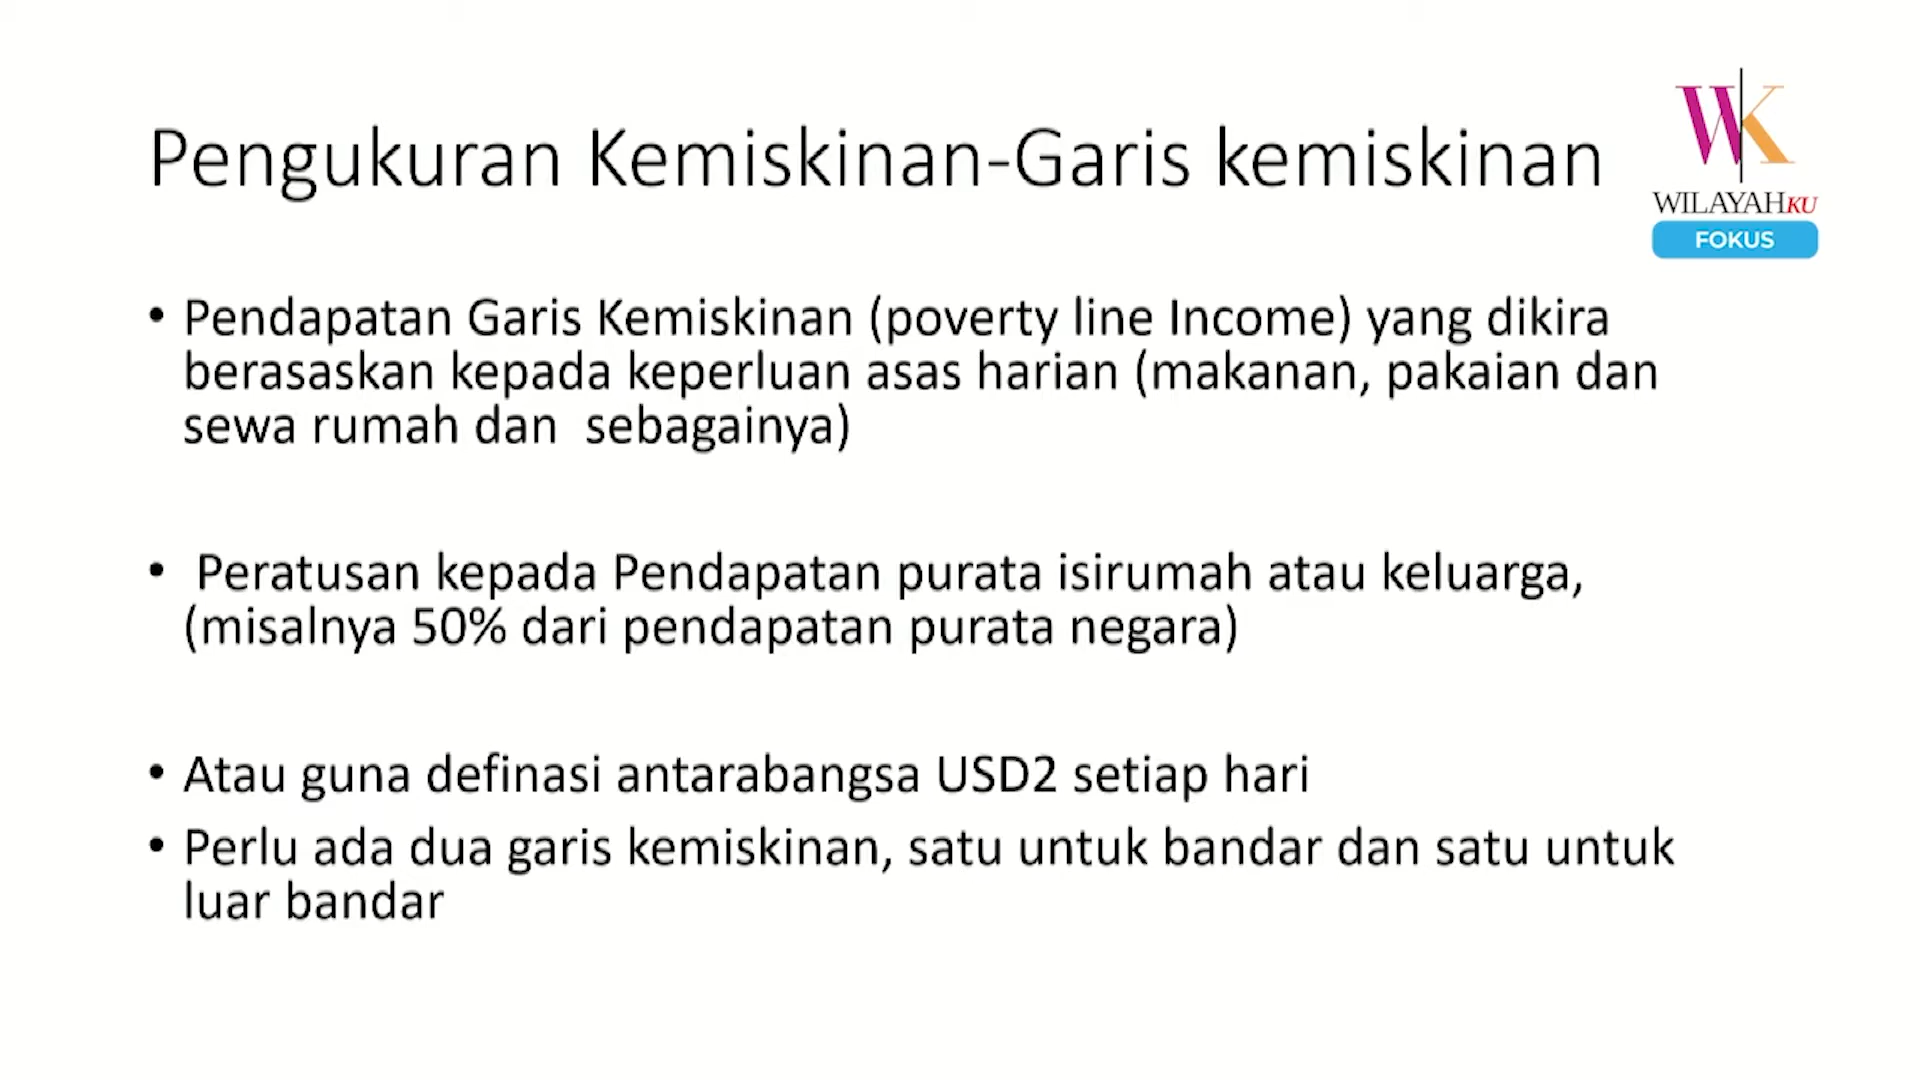 Pengukuran Kemiskinan-Garis kemiskinan
WK
WILAYAHKU
FOKUS
• Pendapatan Garis Kemiskinan (poverty line Income) yang dikira
berasaskan kepada keperluan asas harian (makanan, pakaian dan
sewa rumah dan  sebagainya)
• Peratusan kepada Pendapatan purata isirumah atau keluarga,
(misalnya 50% dari pendapatan purata negara)
• Atau guna definasi antarabangsa USD2 setiap hari
• Perlu ada dua garis kemiskinan, satu untuk bandar dan satu untuk
luar bandar